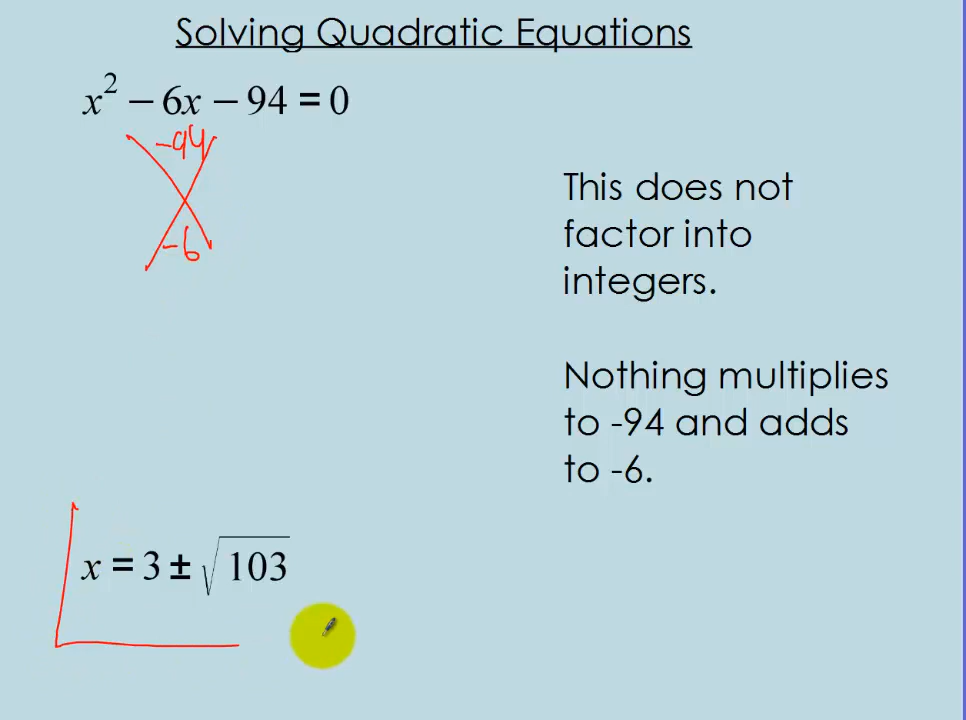 Solving Quadratic Equations
x² − 6x − 94 = 0
-94
-6
This does not
factor into
integers.
Nothing multiplies
to -94 and adds
to -6.
x = 3 ± √103